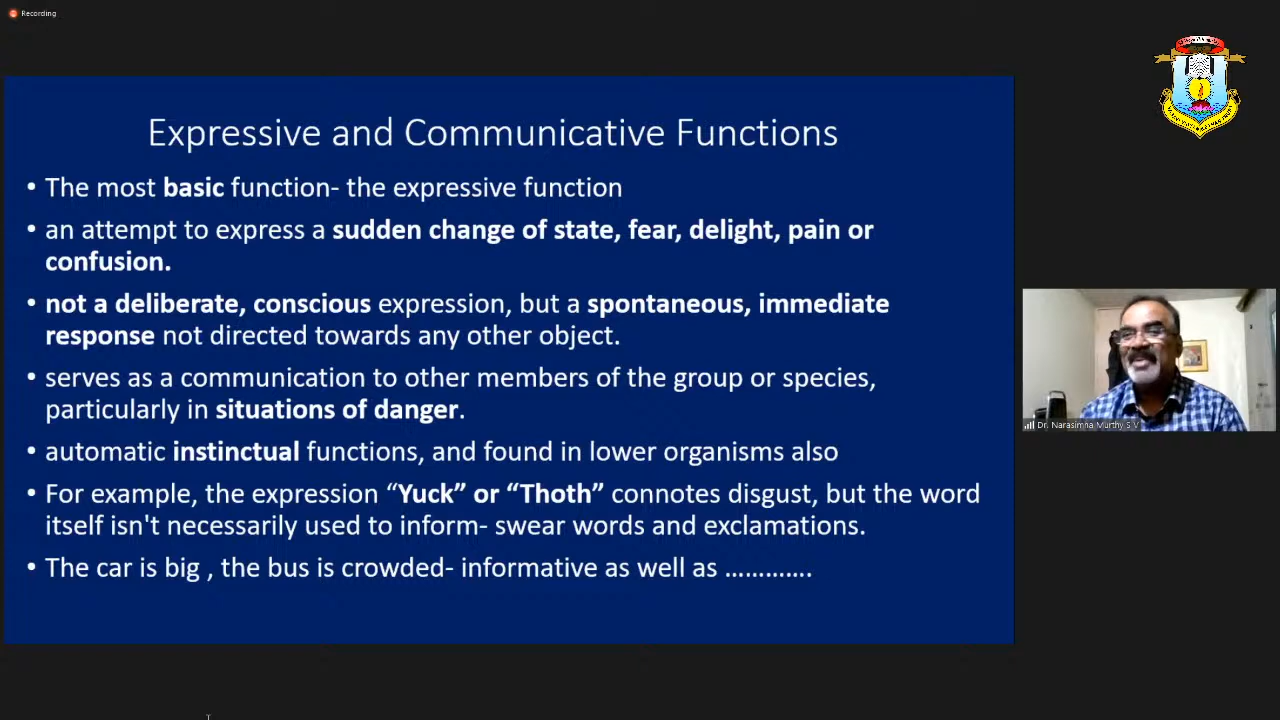 Recording
Expressive and Communicative Functions
• The most basic function- the expressive function
• an attempt to express a sudden change of state, fear, delight, pain or
confusion.
• not a deliberate, conscious expression, but a spontaneous, immediate
response not directed towards any other object.
• serves as a communication to other members of the group or species,
particularly in situations of danger.
• automatic instinctual functions, and found in lower organisms also
• For example, the expression “Yuck” or “Thoth” connotes disgust, but the word
itself isn't necessarily used to inform- swear words and exclamations.
• The car is big , the bus is crowded- informative as well as ………….
Dr. Narasimha Murthy S V